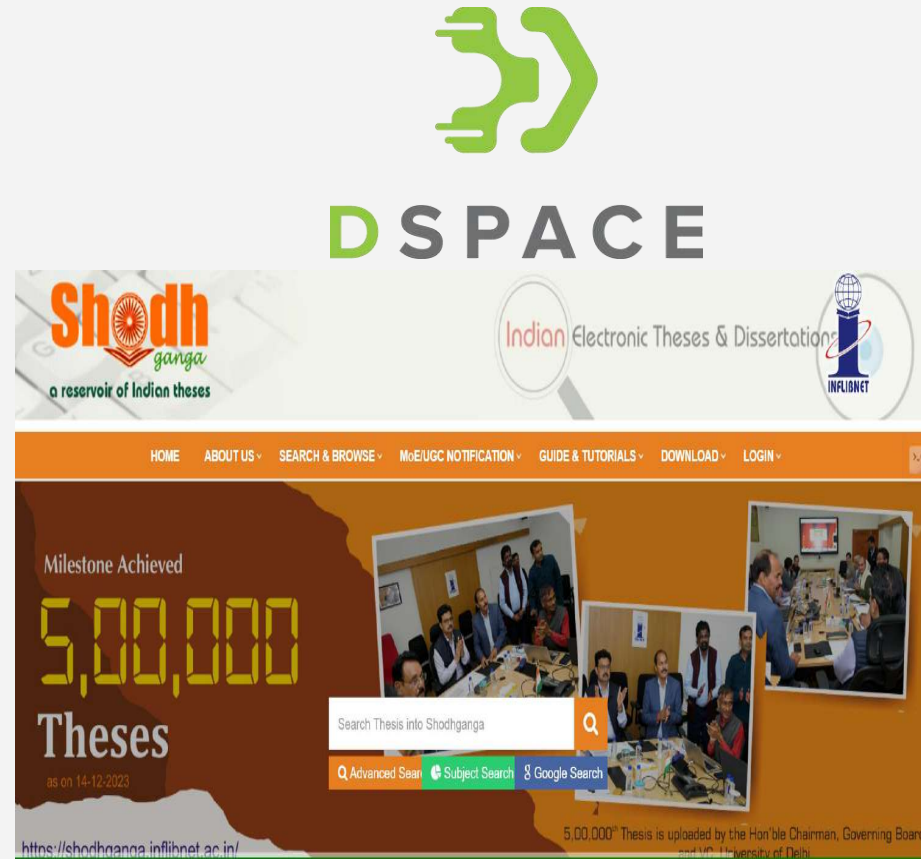 DSPACE
Shodh
ganga
a reservoir of Indian theses
Indian Electronic Theses & Dissertations
INFLIBNET
HOME ABOUT US SEARCH & BROWSE MoE/UGC NOTIFICATION GUIDE & TUTORIALS DOWNLOAD LOGIN
Milestone Achieved
5,00,000
Theses
as on 14-12-2023
Search Thesis into Shodhganga
Advanced Sear Subject Search Google Search
5,00,000th Thesis is uploaded by the Hon'ble Chairman, Governing Board
and VC, University of Delhi
https://shodhganga.inflibnet.ac.in/